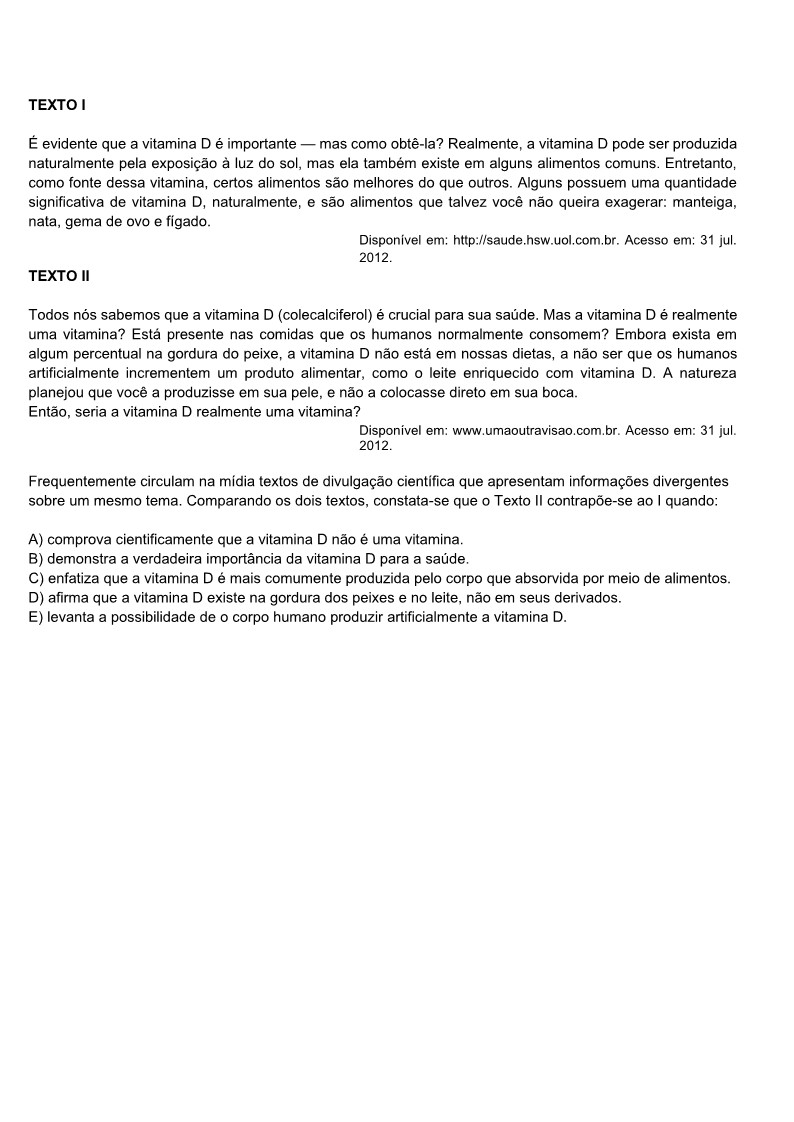 TEXTO I
É evidente que a vitamina D é importante — mas como obtê-la? Realmente, a vitamina D pode ser produzida
naturalmente pela exposição à luz do sol, mas ela também existe em alguns alimentos comuns. Entretanto,
como fonte dessa vitamina, certos alimentos são melhores do que outros. Alguns possuem uma quantidade
significativa de vitamina D, naturalmente, e são alimentos que talvez você não queira exagerar: manteiga,
nata, gema de ovo e fígado.
Disponível em: http://saude.hsw.uol.com.br. Acesso em: 31 jul.
2012.
TEXTO II
Todos nós sabemos que a vitamina D (colecalciferol) é crucial para sua saúde. Mas a vitamina D é realmente
uma vitamina? Está presente nas comidas que os humanos normalmente consomem? Embora exista em
algum percentual na gordura do peixe, a vitamina D não está em nossas dietas, a não ser que os humanos
artificialmente incrementem um produto alimentar, como o leite enriquecido com vitamina D. A natureza
planejou que você a produzisse em sua pele, e não a colocasse direto em sua boca.
Então, seria a vitamina D realmente uma vitamina?
Disponível em: www.umaoutravisao.com.br. Acesso em: 31 jul.
2012.
Frequentemente circulam na mídia textos de divulgação científica que apresentam informações divergentes
sobre um mesmo tema. Comparando os dois textos, constata-se que o Texto II contrapõe-se ao I quando:
A) comprova cientificamente que a vitamina D não é uma vitamina.
B) demonstra a verdadeira importância da vitamina D para a saúde.
C) enfatiza que a vitamina D é mais comumente produzida pelo corpo que absorvida por meio de alimentos.
D) afirma que a vitamina D existe na gordura dos peixes e no leite, não em seus derivados.
E) levanta a possibilidade de o corpo humano produzir artificialmente a vitamina D.